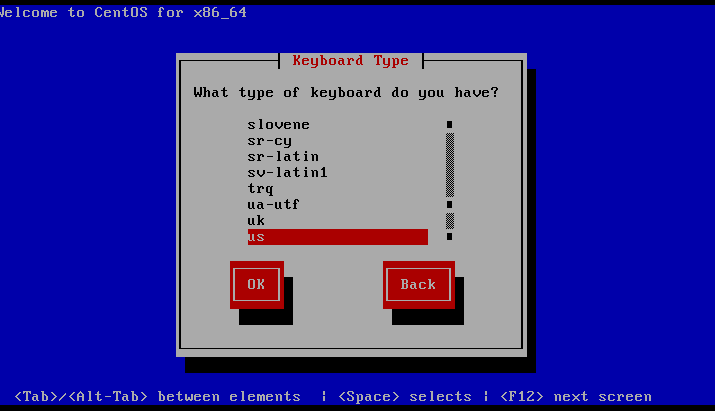 Welcome to CentOS for x86_64
Keyboard Type
What type of keyboard do you have?
slovene
sr-cy
sr-latin
sv-latin1
trq
ua-utf
uk
us
OK Back
<Tab>/<Alt-Tab> between elements | <Space> selects | <F12> next screen